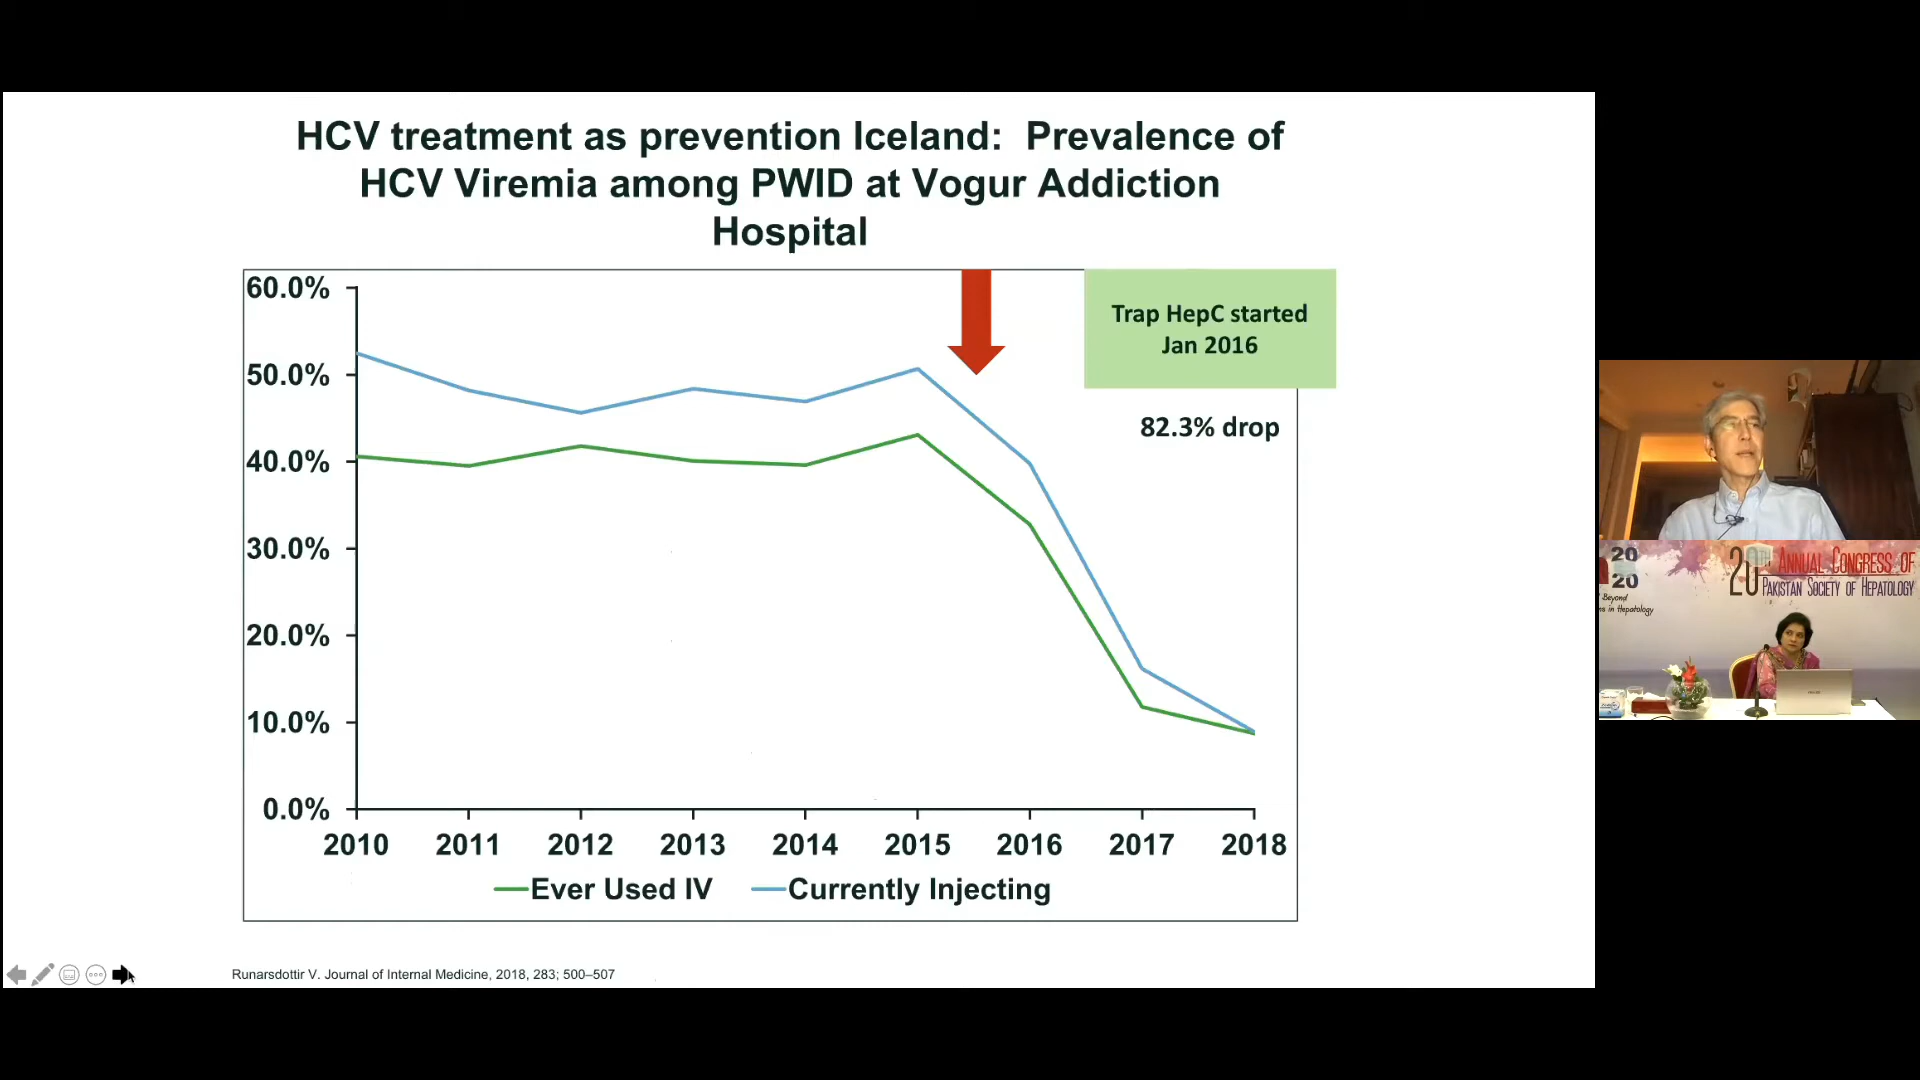 HCV treatment as prevention Iceland: Prevalence of
HCV Viremia among PWID at Vogur Addiction
Hospital
60.0%
50.0%
40.0%
30.0%
20.0%
10.0%
0.0%
2010 2011 2012 2013 2014 2015 2016 2017 2018
Ever Used IV Currently Injecting
Trap HepC started
Jan 2016
82.3% drop
Runarsdottir V. Journal of Internal Medicine, 2018, 283; 500–507
20
20
Beyond
ns in Hepatology
20TH ANNUAL CONGRESS OF
PAKISTAN SOCIETY OF HEPATOLOGY